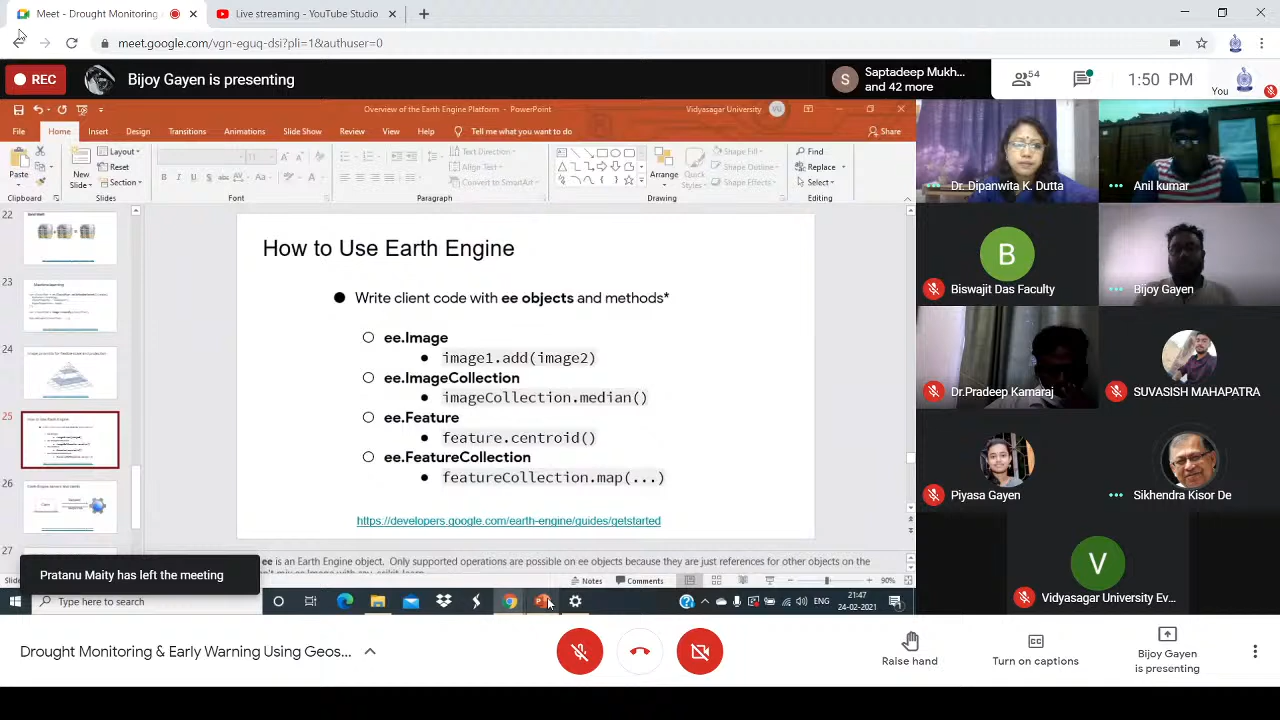 Meet - Drought Monitoring
Live streaming - YouTube Studio
meet.google.com/vgn-eguq-dsi?pli=1&authuser=0
REC
Bijoy Gayen is presenting
S
Saptadeep Mukh...
and 42 more
54
1:50 PM
You
Overview of the Earth Engine Platform - PowerPoint
Vidyasagar University
VU
File
Home
Insert
Design
Transitions
Animations
Slide Show
Review
View
Help
Tell me what you want to do
Share
Paste
New
Slide
Layout
Reset
Section
Text Direction
Align Text
Convert to SmartArt
Arrange
Quick
Styles
Shape Fill
Shape Outline
Shape Effects
Find
Replace
Select
Clipboard
Slides
Font
Paragraph
Drawing
Editing
22
23
24
25
26
27
How to Use Earth Engine
Write client code with ee objects and methods*
ee.Image
image1.add(image2)
ee.ImageCollection
imageCollection.median()
ee.Feature
feature.centroid()
ee.FeatureCollection
featureCollection.map(...)
https://developers.google.com/earth-engine/guides/getstarted
ee is an Earth Engine object. Only supported operations are possible on ee objects because they are just references for other objects on the
Pratanu Maity has left the meeting
Notes
Comments
90%
Type here to search
ENG
21:47
24-02-2021
Dr. Dipanwita K. Dutta
Anil kumar
B
Biswajit Das Faculty
Bijoy Gayen
Dr.Pradeep Kamaraj
SUVASISH MAHAPATRA
Piyasa Gayen
Sikhendra Kisor De
V
Vidyasagar University Ev...
Drought Monitoring & Early Warning Using Geos...
Raise hand
Turn on captions
Bijoy Gayen
is presenting